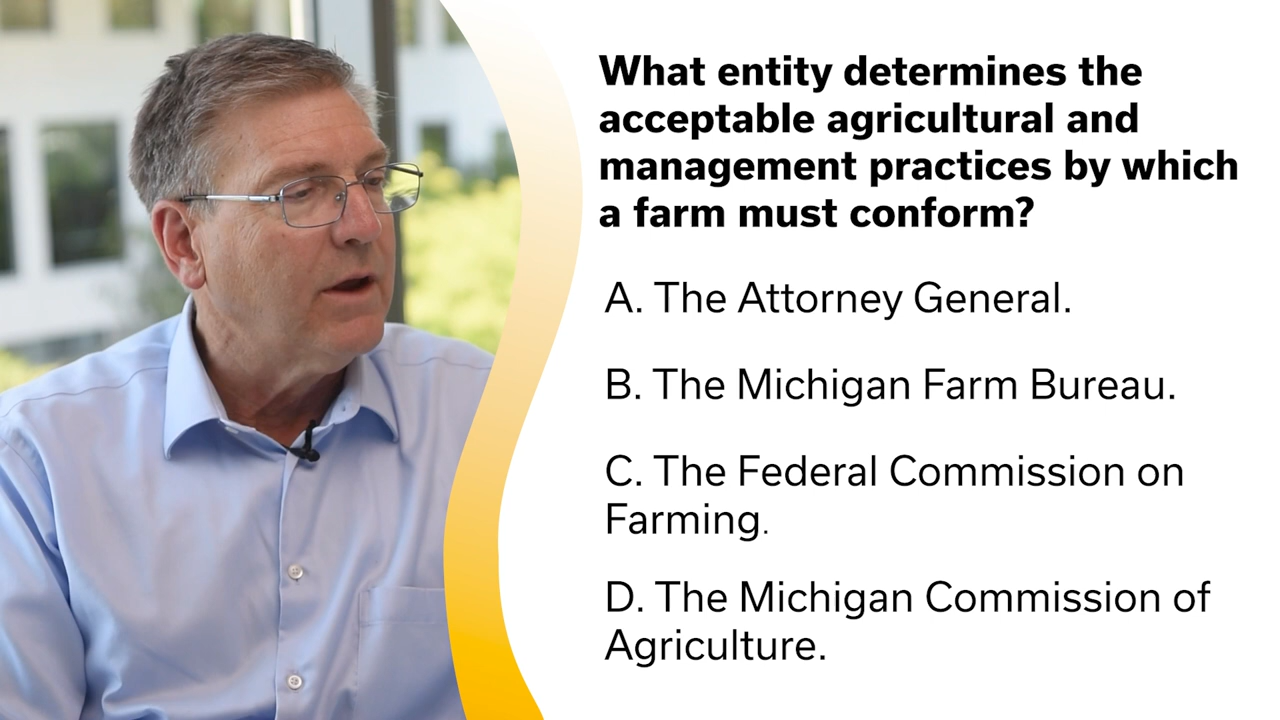 What entity determines the
acceptable agricultural and
management practices by which
a farm must conform?
A. The Attorney General.
B. The Michigan Farm Bureau.
C. The Federal Commission on
Farming.
D. The Michigan Commission of
Agriculture.